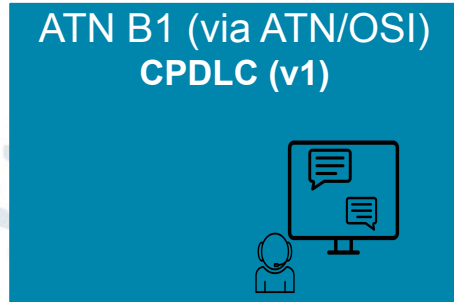 ATN B1 (via ATN/OSI)
CPDLC (v1)